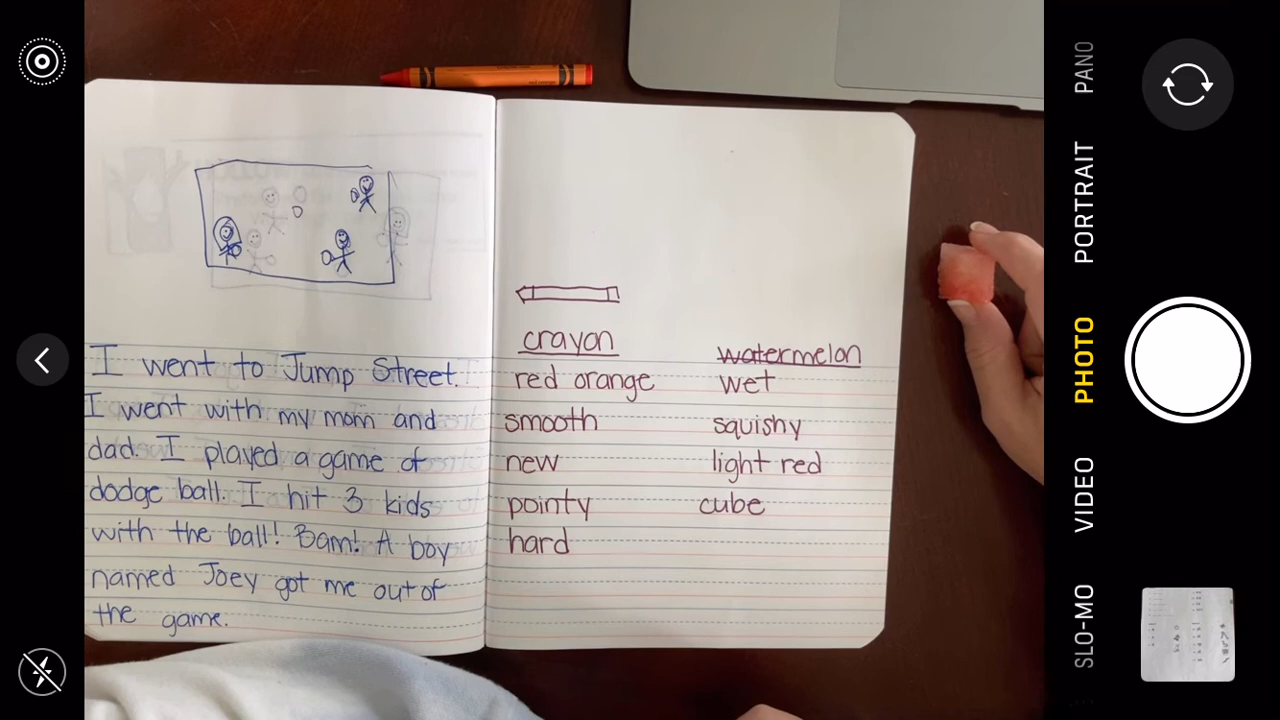 I went to Jump Street.
I went with my mom and
dad. I played a game of
dodge ball. I hit 3 kids
with the ball! Bam! A boy
named Joey got me out of
the game.
crayon
red orange
smooth
new
pointy
hard
watermelon
wet
squishy
light red
cube
PANO
PORTRAIT
PHOTO
VIDEO
SLO-MO